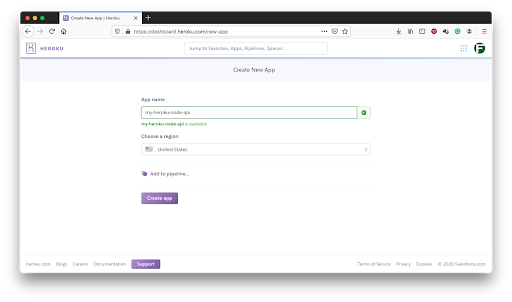 Create New App | Heroku
https://dashboard.heroku.com/new-app
HEROKU
Jump to Favorites, Apps, Pipelines, Spaces...
Create New App
App name
my-heroku-node-api
my-heroku-node-api is available
Choose a region
United States
Add to pipeline...
Create app
heroku.com Blogs Careers Documentation Support Terms of Service Privacy Cookies © 2020 Salesforce.com